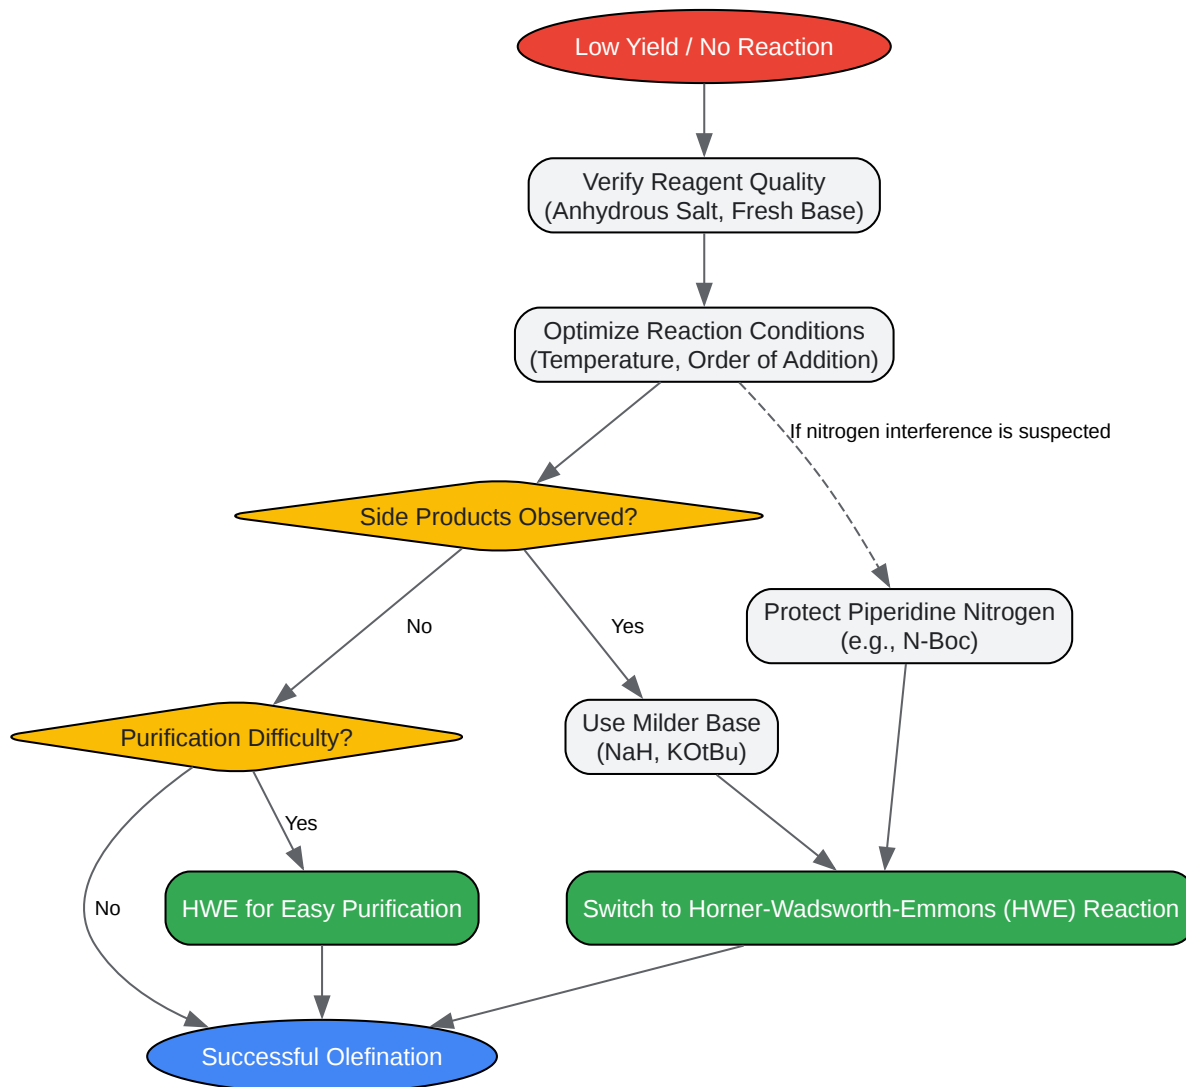 Low Yield / No Reaction
Verify Reagent Quality
(Anhydrous Salt, Fresh Base)
Optimize Reaction Conditions
(Temperature, Order of Addition)
If nitrogen interference is suspected
Side Products Observed?
No
Yes
Protect Piperidine Nitrogen
(e.g., N-Boc)
Purification Difficulty?
Use Milder Base
(NaH, KOtBu)
Yes
No
HWE for Easy Purification
Switch to Horner-Wadsworth-Emmons (HWE) Reaction
Successful Olefination